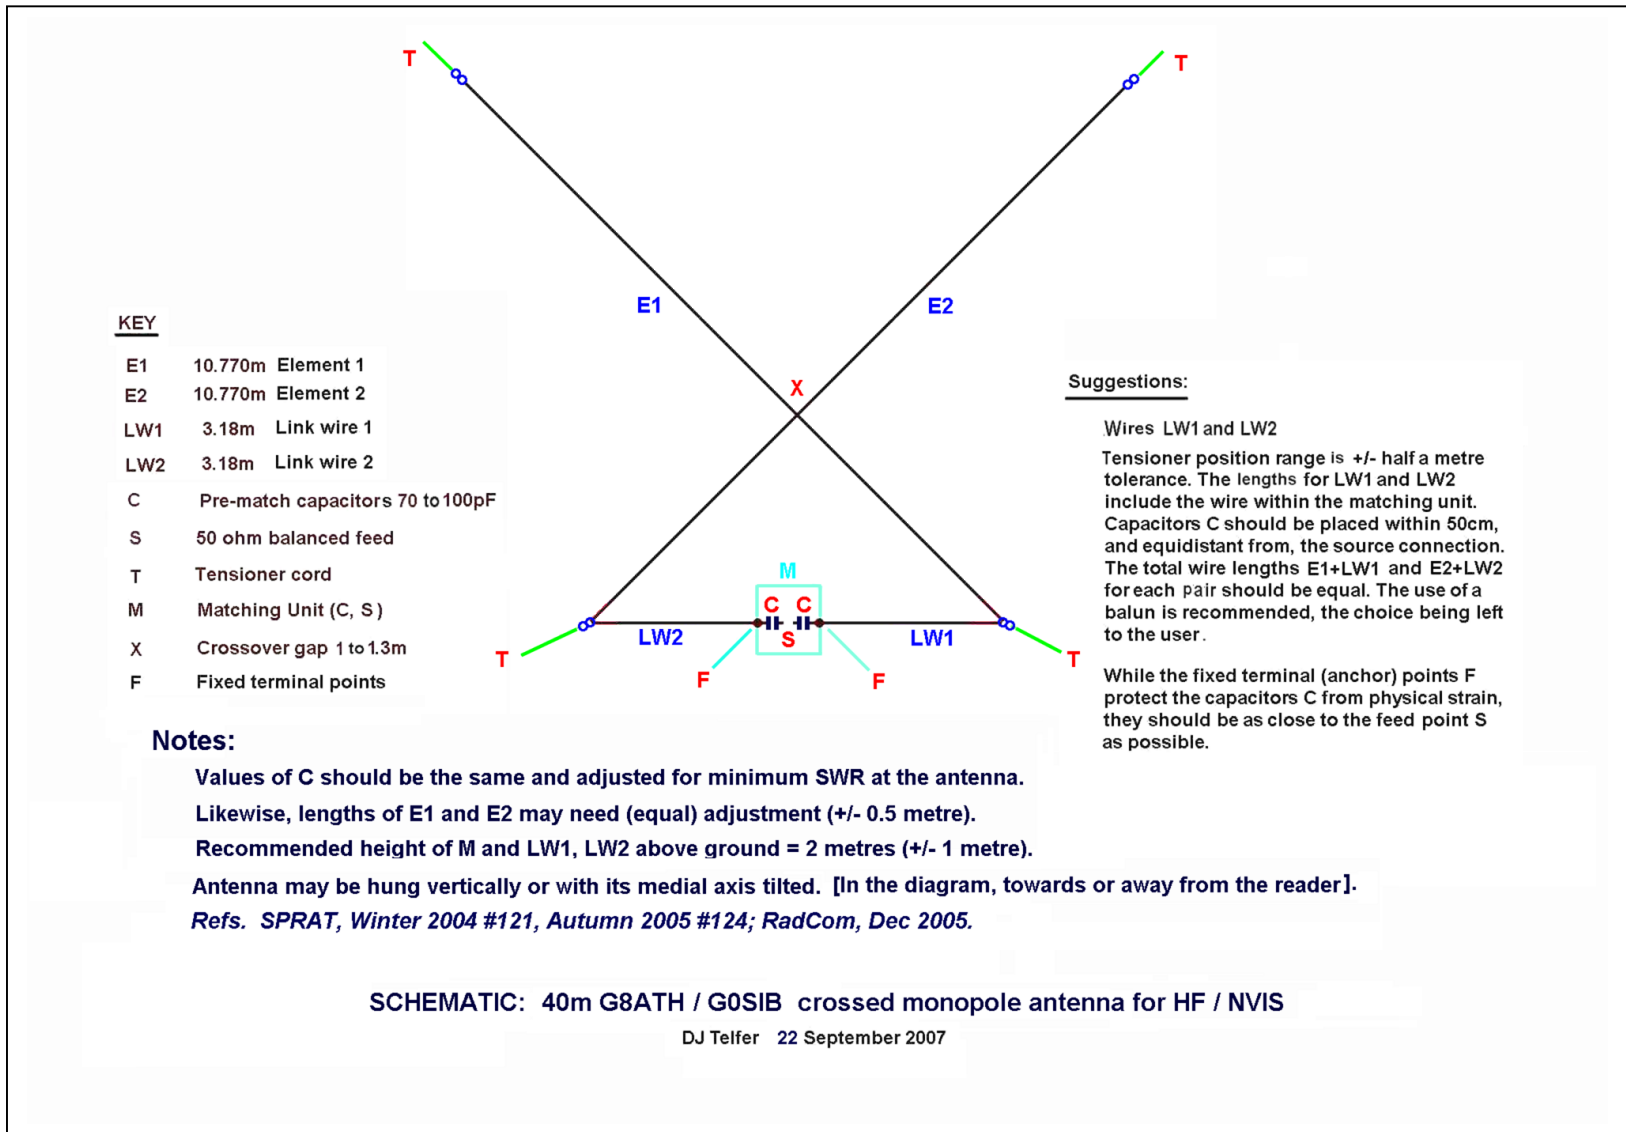 T
T
E1
E2
X
KEY
E1 10.770m Element 1
E2 10.770m Element 2
LW1 3.18m Link wire 1
LW2 3.18m Link wire 2
C Pre-match capacitors 70 to 100pF
S 50 ohm balanced feed
T Tensioner cord
M Matching Unit (C, S )
X Crossover gap 1 to 1.3m
F Fixed terminal points
M
C C
S
LW2
LW1
T
T
F
F
Suggestions:
.Wires LW1 and LW2
Tensioner position range is +/- half a metre
tolerance. The lengths for LW1 and LW2
include the wire within the matching unit.
Capacitors C should be placed within 50cm,
and equidistant from, the source connection.
The total wire lengths E1+LW1 and E2+LW2
for each pair should be equal. The use of a
balun is recommended, the choice being left
to the user.
While the fixed terminal (anchor) points F
protect the capacitors C from physical strain,
they should be as close to the feed point S
as possible.
Notes:
Values of C should be the same and adjusted for minimum SWR at the antenna.
Likewise, lengths of E1 and E2 may need (equal) adjustment (+/- 0.5 metre).
Recommended height of M and LW1, LW2 above ground = 2 metres (+/- 1 metre).
Antenna may be hung vertically or with its medial axis tilted. [In the diagram, towards or away from the reader].
Refs. SPRAT, Winter 2004 #121, Autumn 2005 #124; RadCom, Dec 2005.
SCHEMATIC: 40m G8ATH / G0SIB crossed monopole antenna for HF / NVIS
DJ Telfer 22 September 2007